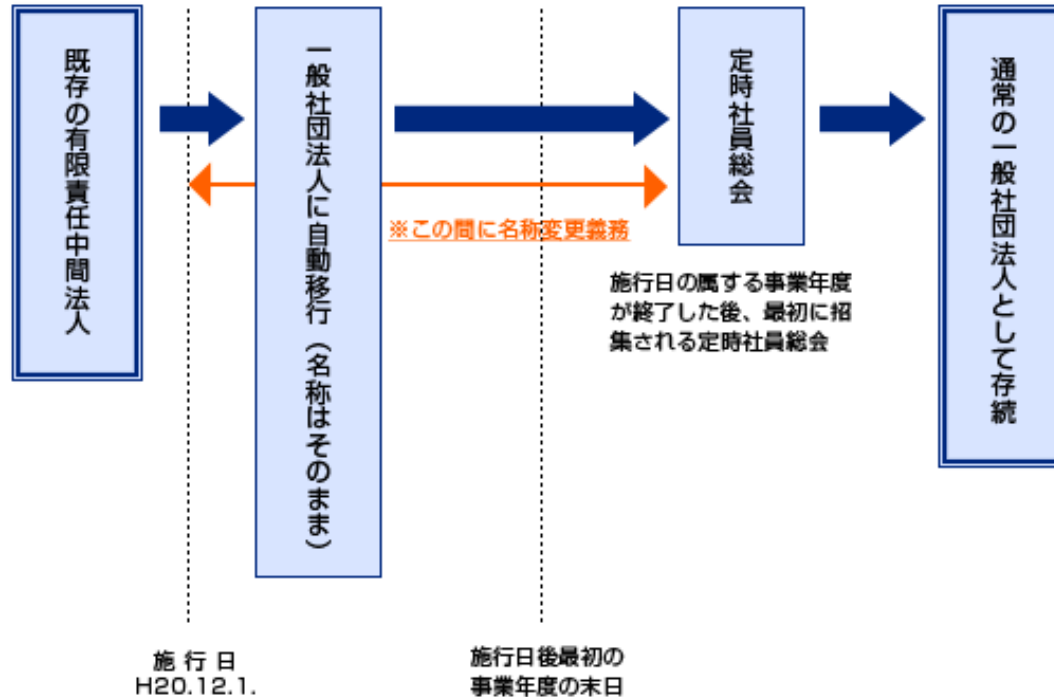 既存の有限責任中間法人
一般社団法人に自動移行（名称はそのまま）
※この間に名称変更義務
定時社員総会
施行日の属する事業年度
が終了した後、最初に招
集される定時社員総会
通常の一般社団法人として存続
施 行 日
H20.12.1.
施行日後最初の
事業年度の末日